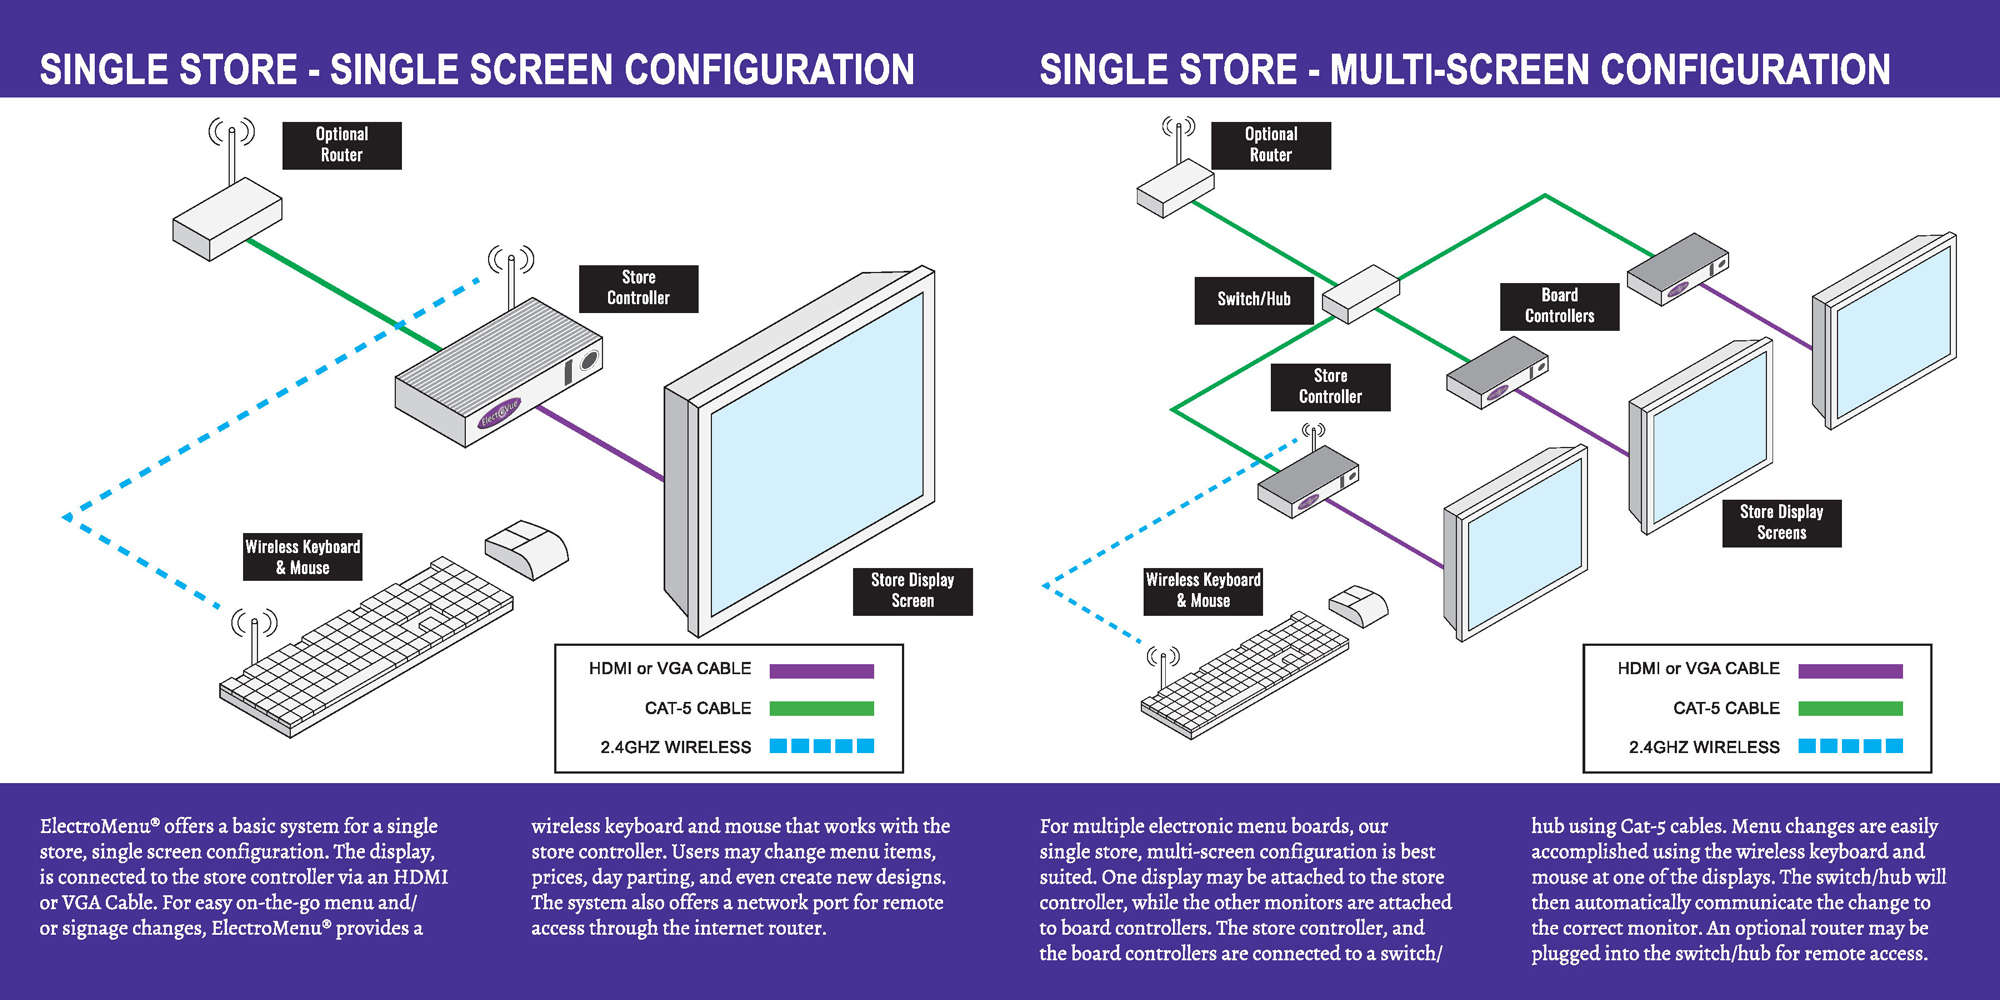 SINGLE STORE - SINGLE SCREEN CONFIGURATION
Optional
Router
Store
Controller
ElectroVue
Wireless Keyboard
& Mouse
Store Display
Screen
HDMI or VGA CABLE
CAT-5 CABLE
2.4GHZ WIRELESS
ElectroMenu® offers a basic system for a single
store, single screen configuration. The display,
is connected to the store controller via an HDMI
or VGA Cable. For easy on-the-go menu and/
or signage changes, ElectroMenu® provides a
wireless keyboard and mouse that works with the
store controller. Users may change menu items,
prices, day parting, and even create new designs.
The system also offers a network port for remote
access through the internet router.
SINGLE STORE - MULTI-SCREEN CONFIGURATION
Optional
Router
Switch/Hub
Board
Controllers
Store
Controller
Store Display
Screens
Wireless Keyboard
& Mouse
HDMI or VGA CABLE
CAT-5 CABLE
2.4GHZ WIRELESS
For multiple electronic menu boards, our
single store, multi-screen configuration is best
suited. One display may be attached to the store
controller, while the other monitors are attached
to board controllers. The store controller, and
the board controllers are connected to a switch/
hub using Cat-5 cables. Menu changes are easily
accomplished using the wireless keyboard and
mouse at one of the displays. The switch/hub will
then automatically communicate the change to
the correct monitor. An optional router may be
plugged into the switch/hub for remote access.